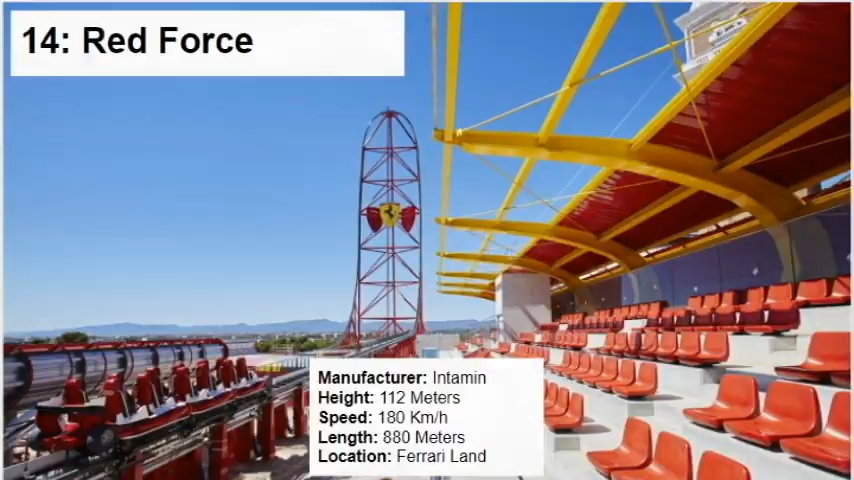 14: Red Force
Manufacturer: Intamin
Height: 112 Meters
Speed: 180 Km/h
Length: 880 Meters
Location: Ferrari Land